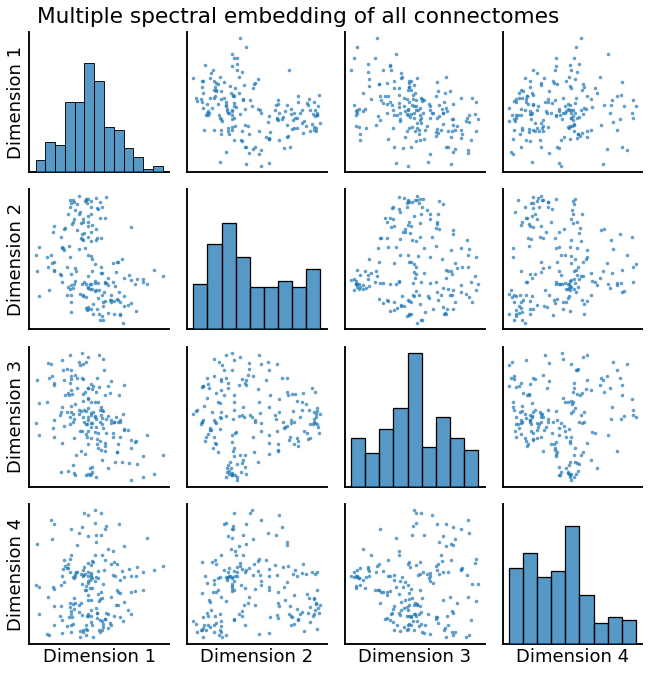 Multiple spectral embedding of all connectomes
Dimension 1
Dimension 2
Dimension 3
Dimension 4
Dimension 1 Dimension 2 Dimension 3 Dimension 4